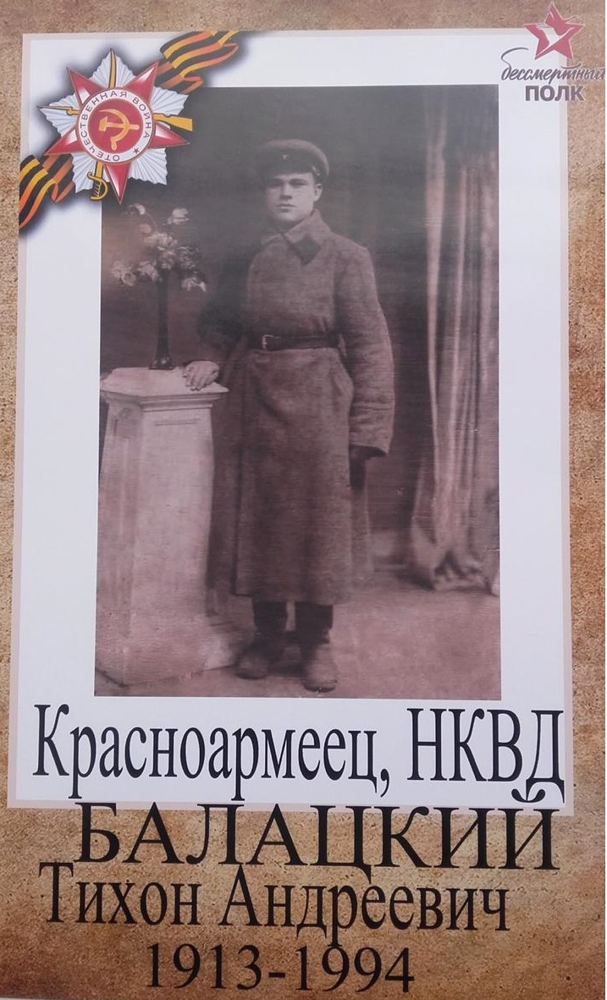 бессмертный
ПОЛК
ОТЕЧЕСТВЕННАЯ ВОЙНА
Красноармеец, НКВД
БАЛАЦКИЙ
Тихон Андреевич
1913-1994